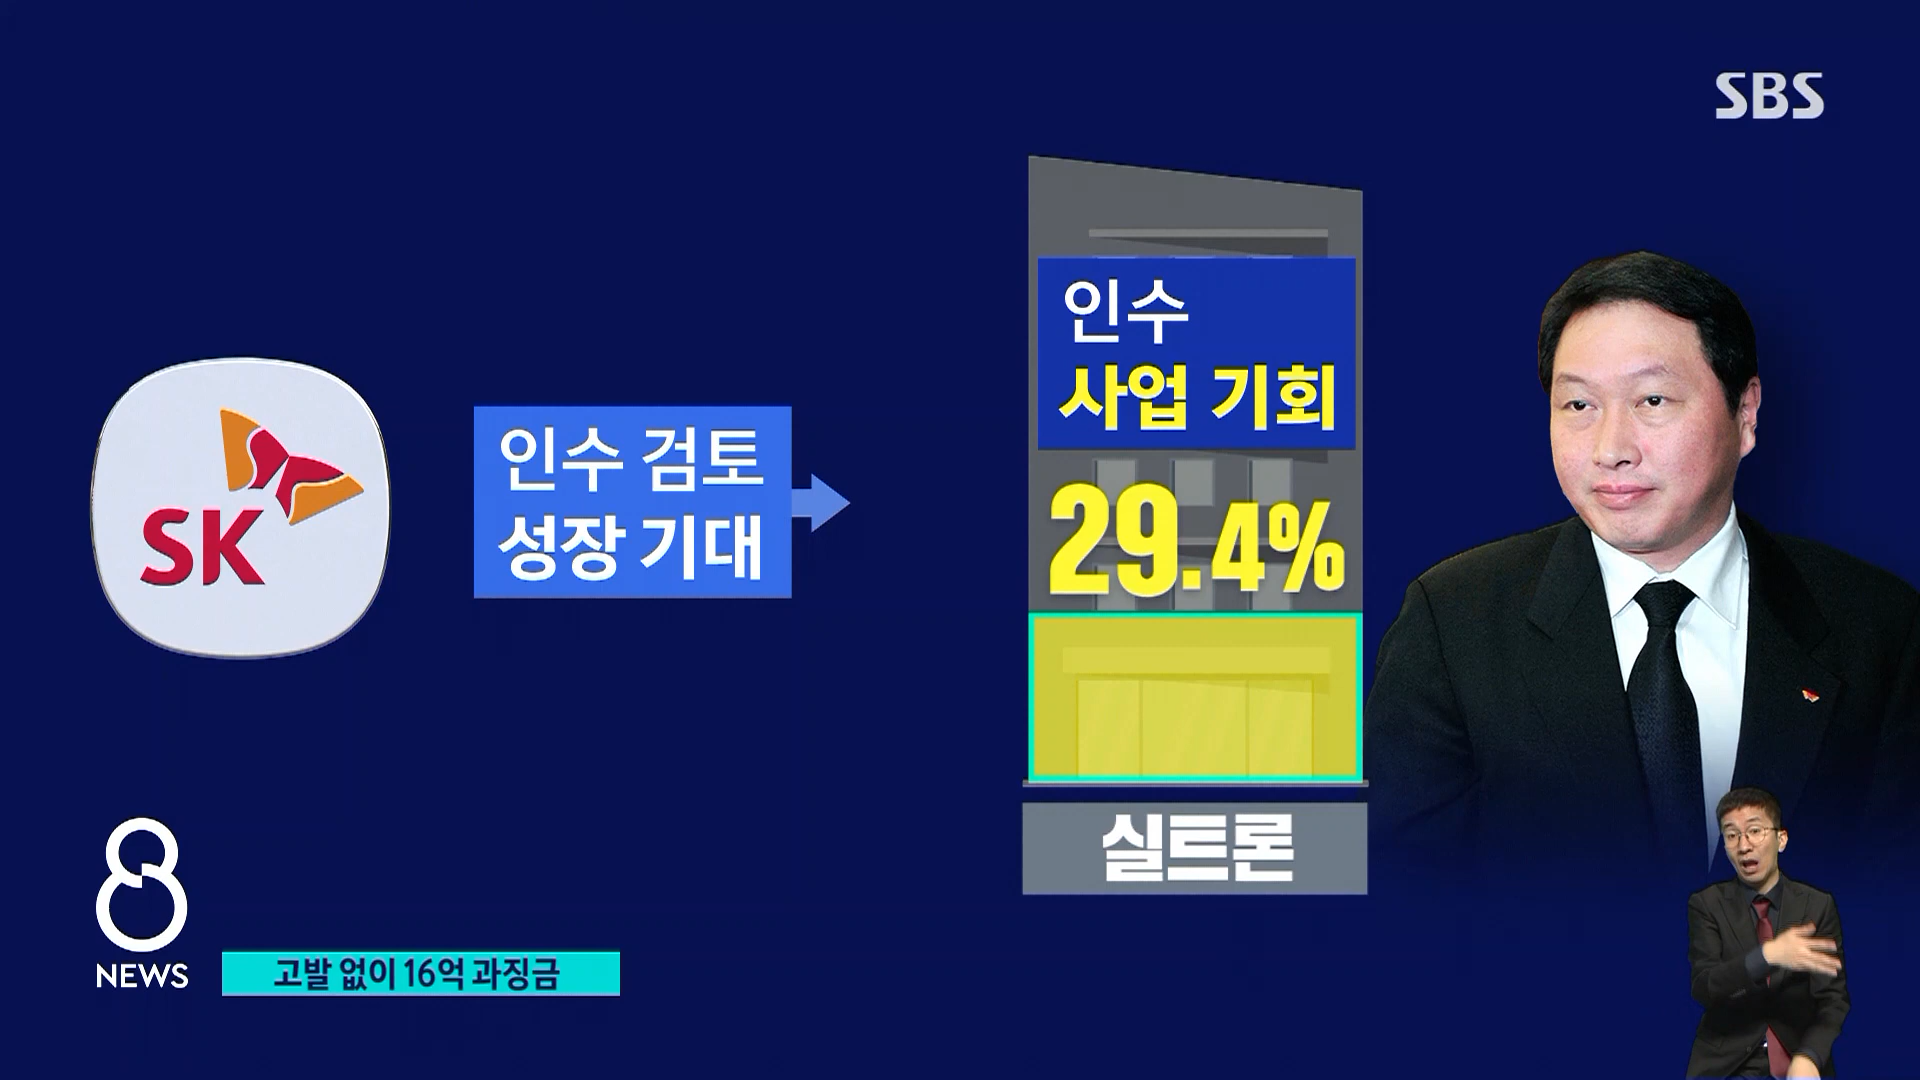 SBS
SK
인수 검토
성장 기대
인수
사업 기회
29.4%
실트론
8
NEWS
고발 없이 16억 과징금